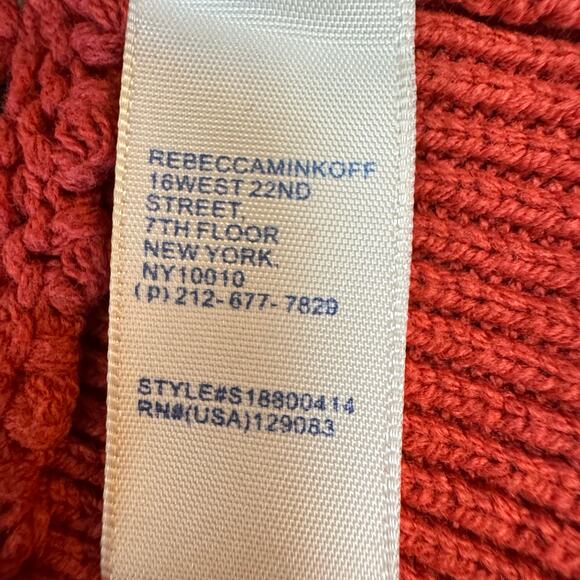 REBECCAMINKOFF
16WEST 22ND
STREET,
7TH FLOOR
NEW YORK,
NY10010
(P) 212-677-7829
STYLE#S18800414
RN#(USA)129083